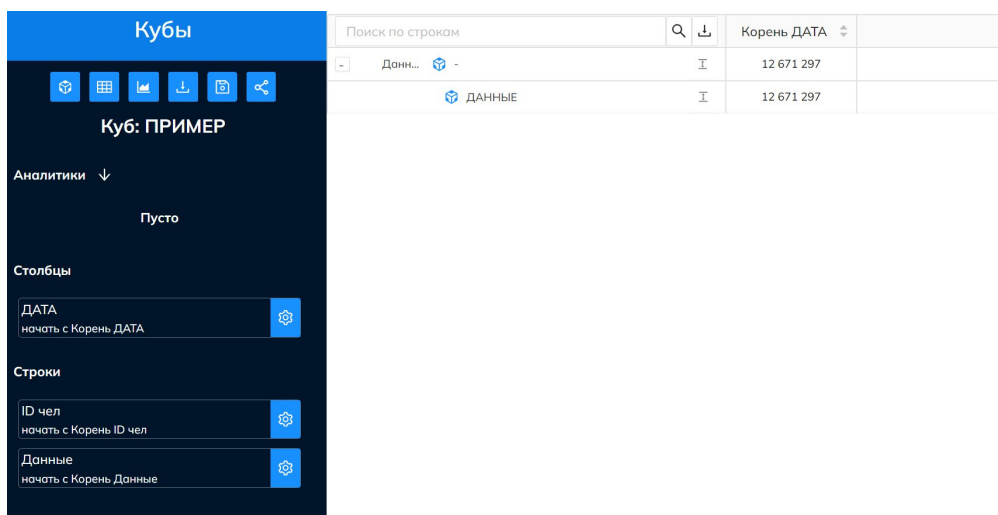 Кубы
Куб: ПРИМЕР
Аналитики
Пусто
Столбцы
ДАТА
начать с Корень ДАТА
Строки
ID чел
начать с Корень ID чел
Данные
начать с Корень Данные
Поиск по строкам
Корень ДАТА
- Данн... - 12 671 297
ДАННЫЕ 12 671 297